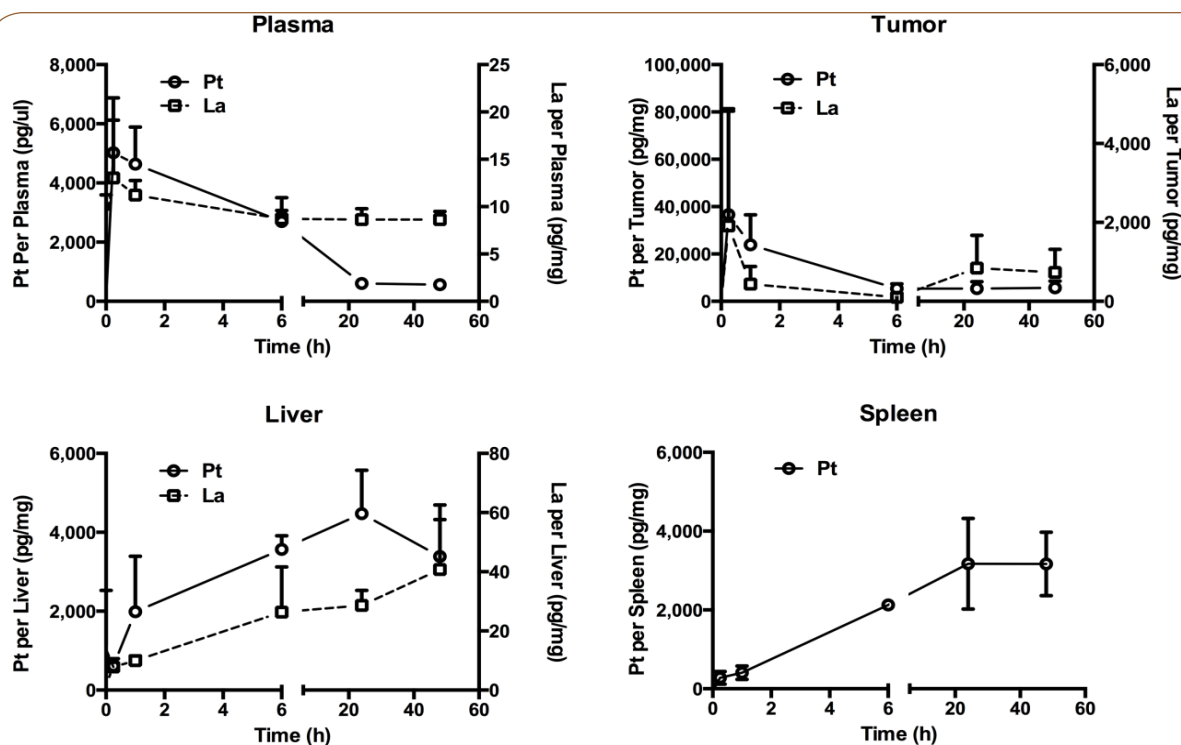 Plasma
8,000
6,000
4,000
2,000
0
Pt Per Plasma (pg/ul)
Pt
La
25
20
15
10
5
0
La per Plasma (pg/mg)
0 2 4 6 20 40 60
Time (h)
Tumor
100,000
80,000
60,000
40,000
20,000
0
Pt per Tumor (pg/mg)
Pt
La
6,000
4,000
2,000
0
La per Tumor
(pg/mg)
0 2 4 6 20 40 60
Time (h)
Liver
6,000
4,000
2,000
0
Pt per Liver (pg/mg)
Pt
La
80
60
40
20
0
La per Liver (pg/mg)
0 2 4 6 20 40 60
Time (h)
Spleen
6,000
4,000
2,000
0
Pt per Spleen (pg/mg)
Pt
0 2 4 6 20 40 60
Time (h)